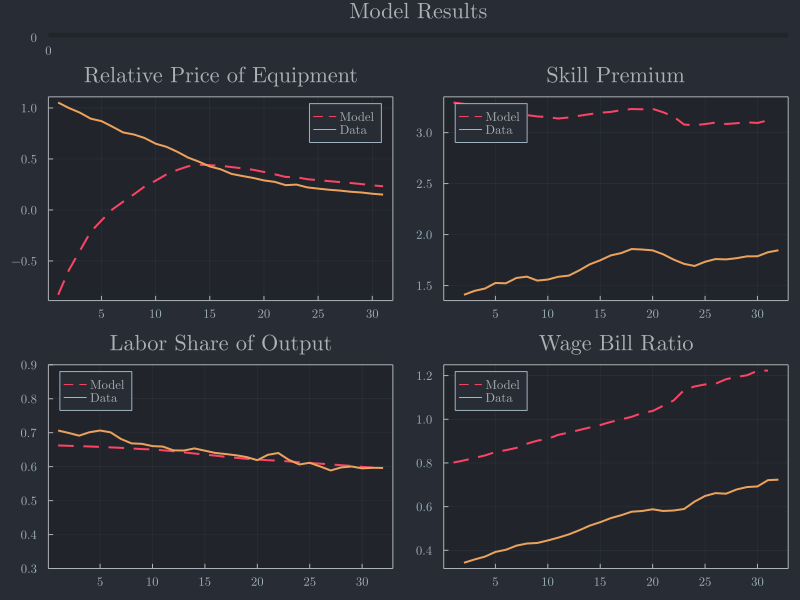 Model Results
0
0
Relative Price of Equipment
1.0
0.5
0.0
−0.5
5 10 15 20 25 30
Model
Data
Skill Premium
3.0
2.5
2.0
1.5
5 10 15 20 25 30
Model
Data
Labor Share of Output
0.9
0.8
0.7
0.6
0.5
0.4
0.3
5 10 15 20 25 30
Model
Data
Wage Bill Ratio
1.2
1.0
0.8
0.6
0.4
5 10 15 20 25 30
Model
Data